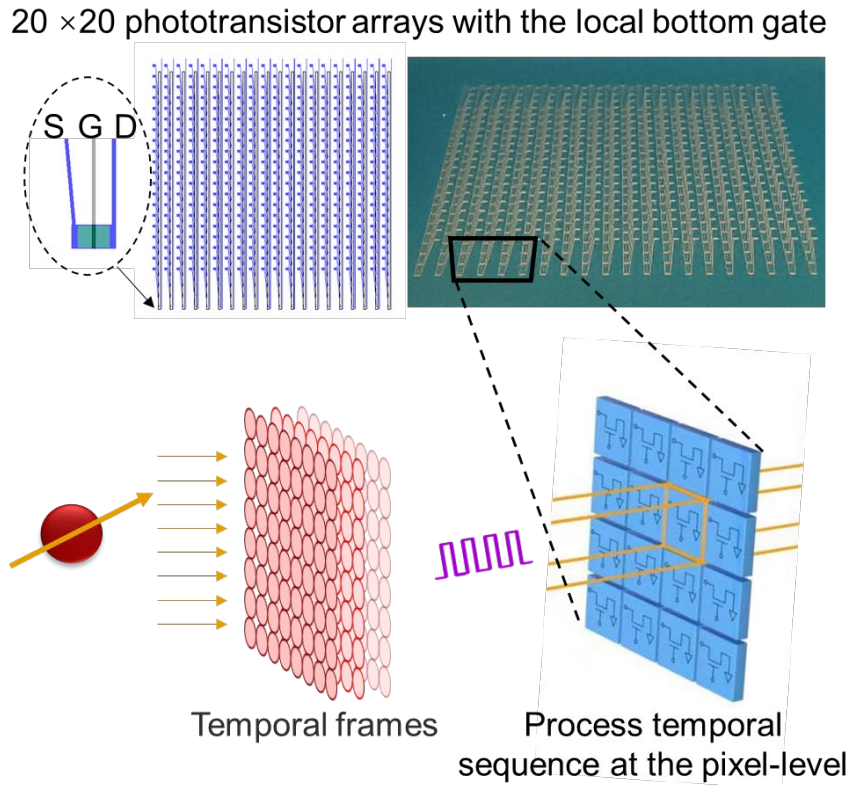 20 ×20 phototransistor arrays with the local bottom gate
S G D
Temporal frames
Process temporal
sequence at the pixel-level